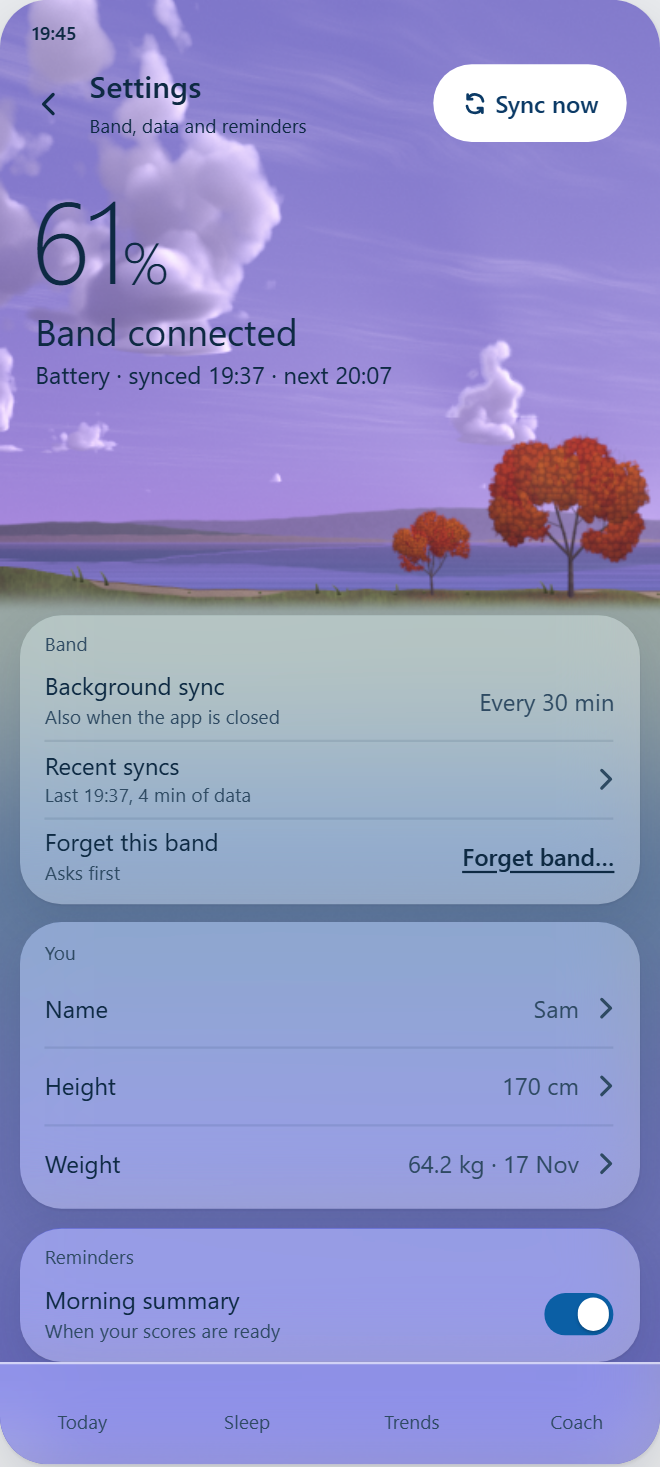 19:45
Settings
Band, data and reminders
Sync now
61%
Band connected
Battery · synced 19:37 · next 20:07
Band
Background sync
Also when the app is closed
Every 30 min
Recent syncs
Last 19:37, 4 min of data
Forget this band
Asks first
Forget band...
You
Name
Sam
Height
170 cm
Weight
64.2 kg · 17 Nov
Reminders
Morning summary
When your scores are ready
Today
Sleep
Trends
Coach